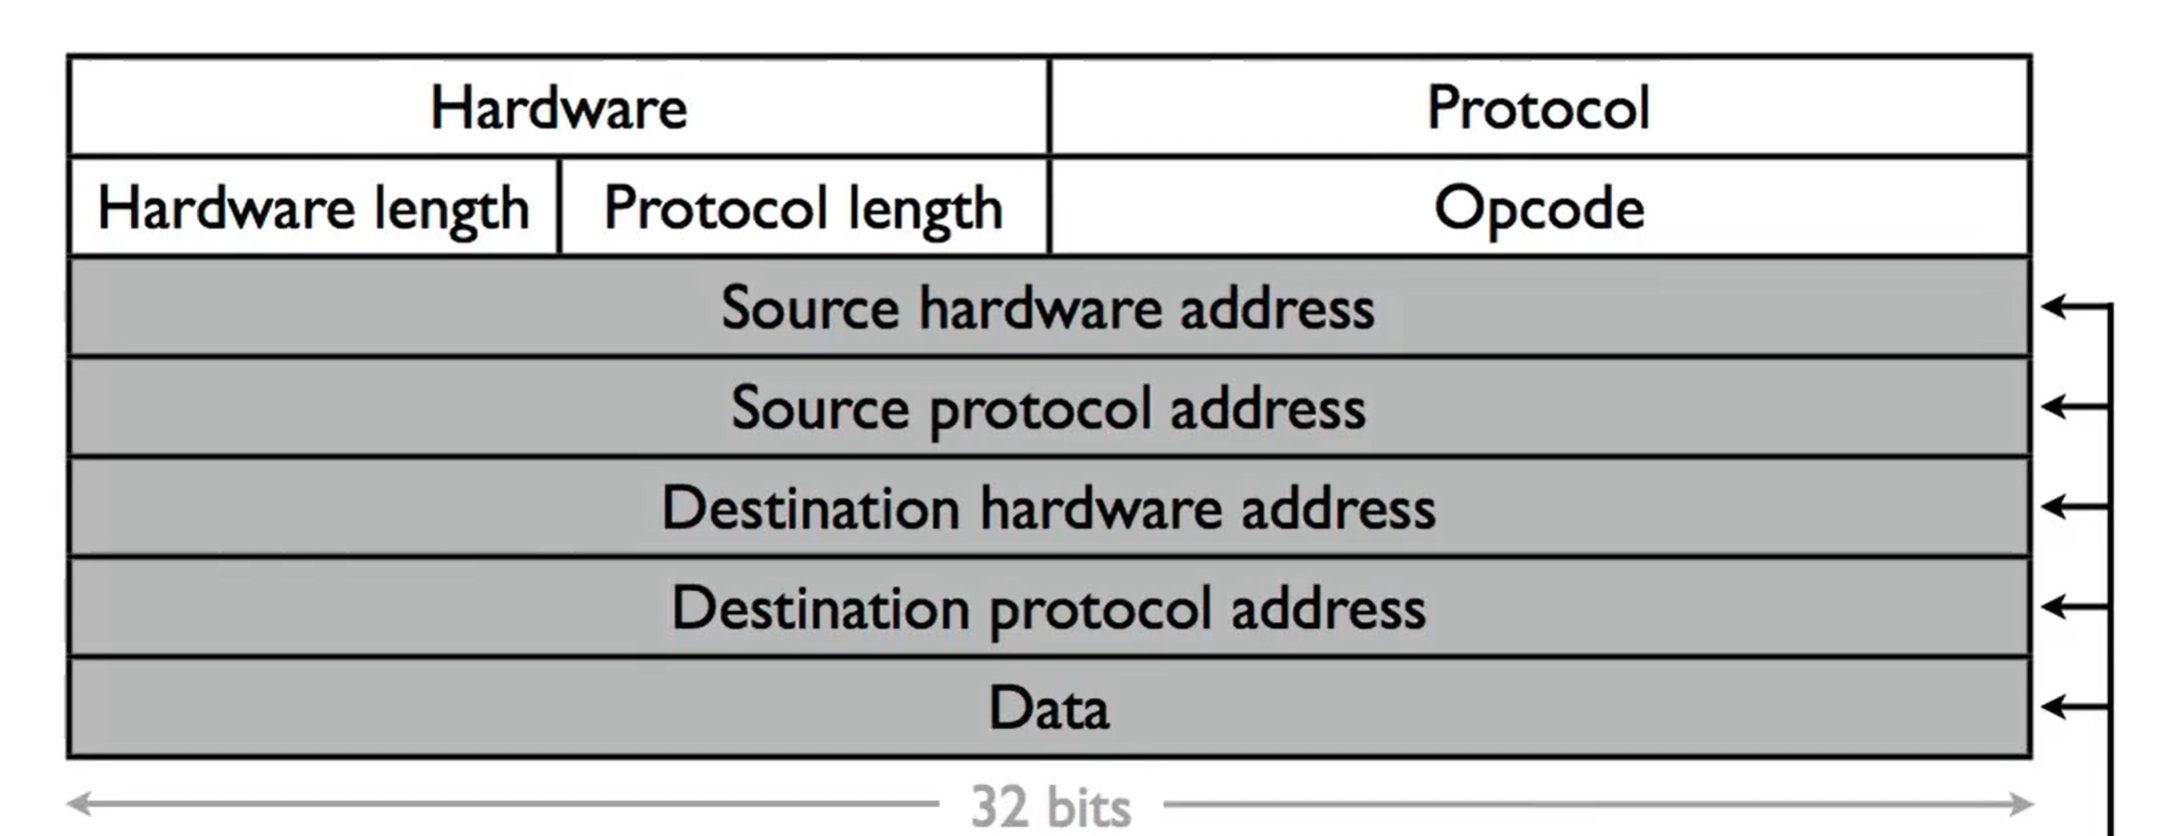 Hardware Protocol
Hardware length Protocol length Opcode
Source hardware address
Source protocol address
Destination hardware address
Destination protocol address
Data
32 bits